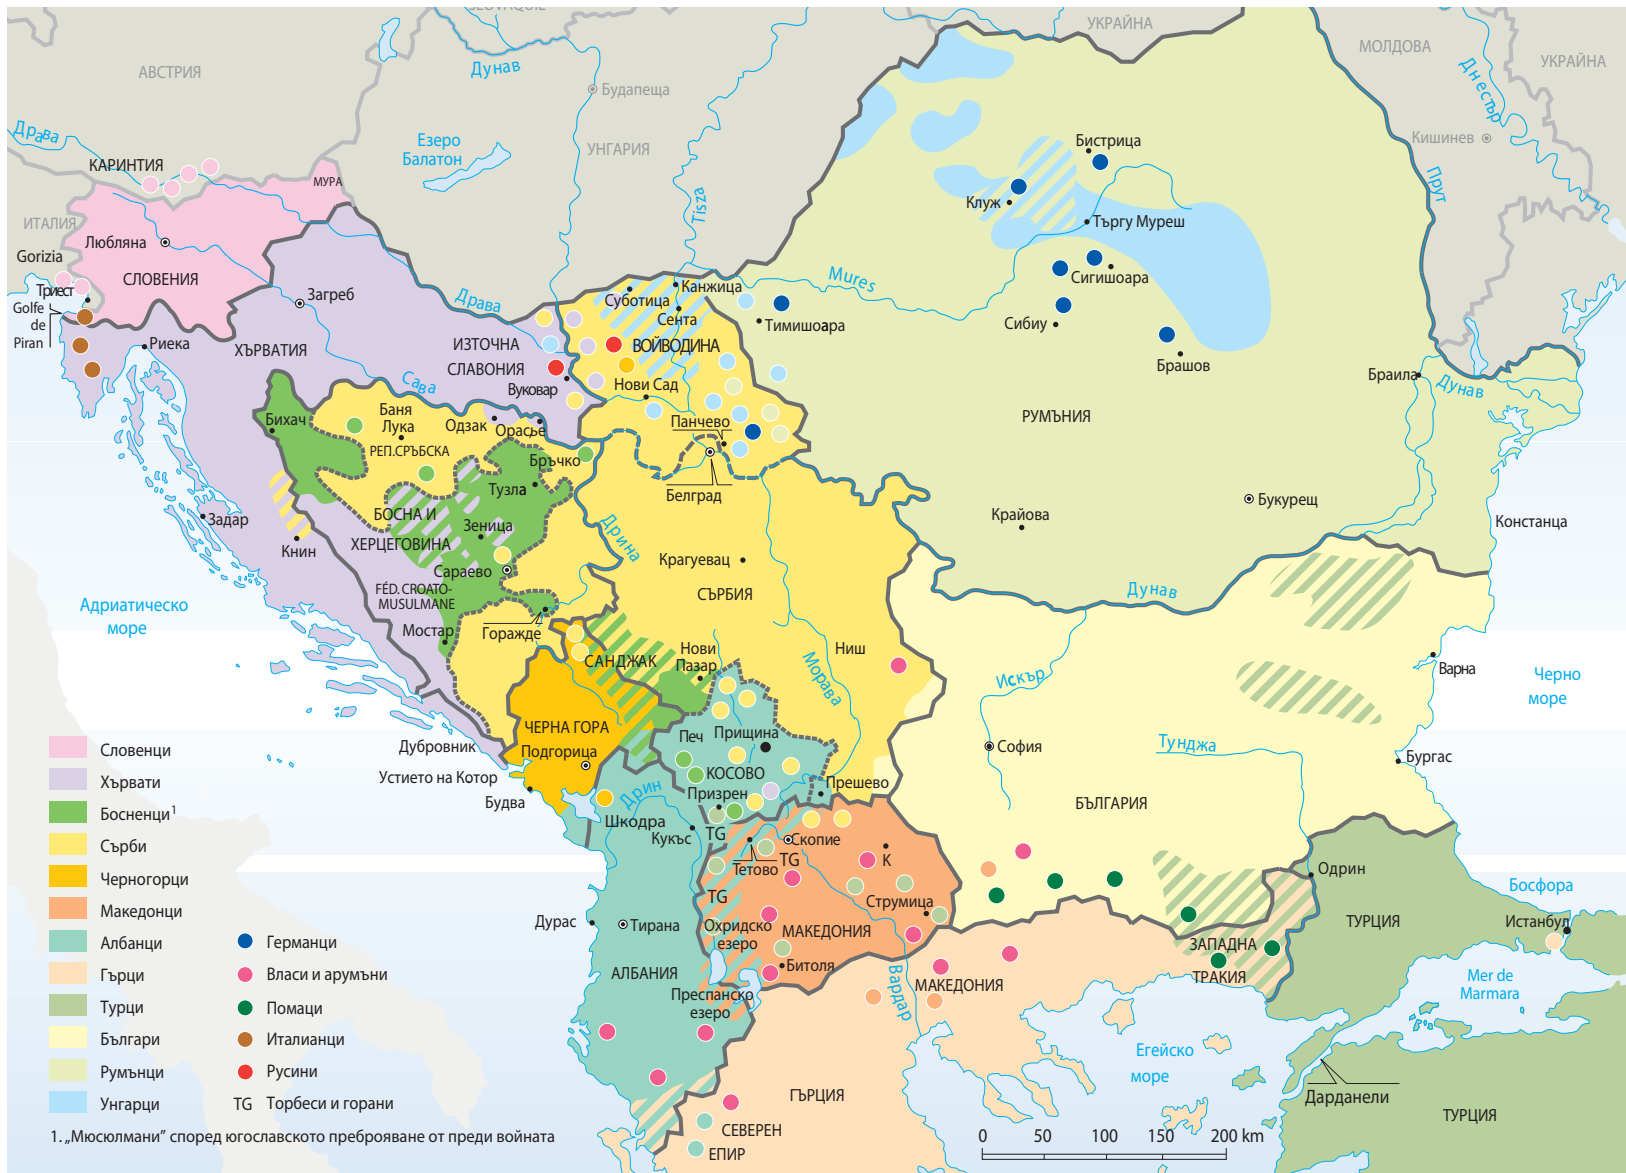 SLOVAQUIE
УКРАЙНА
МОЛДОВА
УКРАЙНА
АВСТРИЯ
Дунав
Будапеща
Днестър
Драва
Езеро
Балатон
УНГАРИЯ
Бистрица
Кишинев
КАРИНТИЯ
МУРА
Tisza
Клуж
Прут
ИТАЛИЯ
Любляна
Търгу Муреш
Gorizia
СЛОВЕНИЯ
Mures
Сигишоара
Триест
Загреб
Драва
Суботица
Канжица
Golfe
de
Piran
Сента
Тимишоара
Сибиу
Риека
ХЪРВАТИЯ
ИЗТОЧНА
СЛАВОНИЯ
ВОЙВОДИНА
Брашов
Сава
Вуковар
Нови Сад
Браила
Дунав
Бихач
Баня
Лука
Одзак
Орасје
Панчево
РУМЪНИЯ
РЕП.СРЪБСКА
Бръчко
Тузла
Белград
Букурещ
Задар
БОСНА И
ХЕРЦЕГОВИНА
Зеница
Дрина
Крайова
Констанца
Книн
Сараево
Крагуевац
FÉD. CROATO-
MUSULMANE
СЪРБИЯ
Дунав
Адриатическо
море
Мостар
Горажде
САНДЖАК
Нови
Пазар
Морава
Ниш
Искър
Варна
Черно
море
ЧЕРНА ГОРА
Подгорица
Печ
Прищина
София
Тунджа
Дубровник
Устието на Котор
Будва
КОСОВО
Призрен
Прешево
Бургас
Дрин
Шкодра
БЪЛГАРИЯ
Кукъс
TG
Скопие
Тетово
TG
К
Одрин
TG
Струмица
Босфора
Дурас
Тирана
Охридско
езеро
МАКЕДОНИЯ
ТУРЦИЯ
Истанбул
ЗАПАДНА
ТРАКИЯ
АЛБАНИЯ
Битоля
Преспанско
езеро
Вардар
МАКЕДОНИЯ
Mer de
Marmara
Егейско
море
ГЪРЦИЯ
Дарданели
ТУРЦИЯ
СЕВЕРЕН
ЕПИР
0 50 100 150 200 km
Словенци
Хървати
Босненци1
Сърби
Черногорци
Македонци
Албанци
Гърци
Турци
Българи
Румънци
Унгарци
Германци
Власи и арумъни
Помаци
Италианци
Русини
TG Торбеси и горани
1. „Мюсюлмани” според югославското преброяване от преди войната